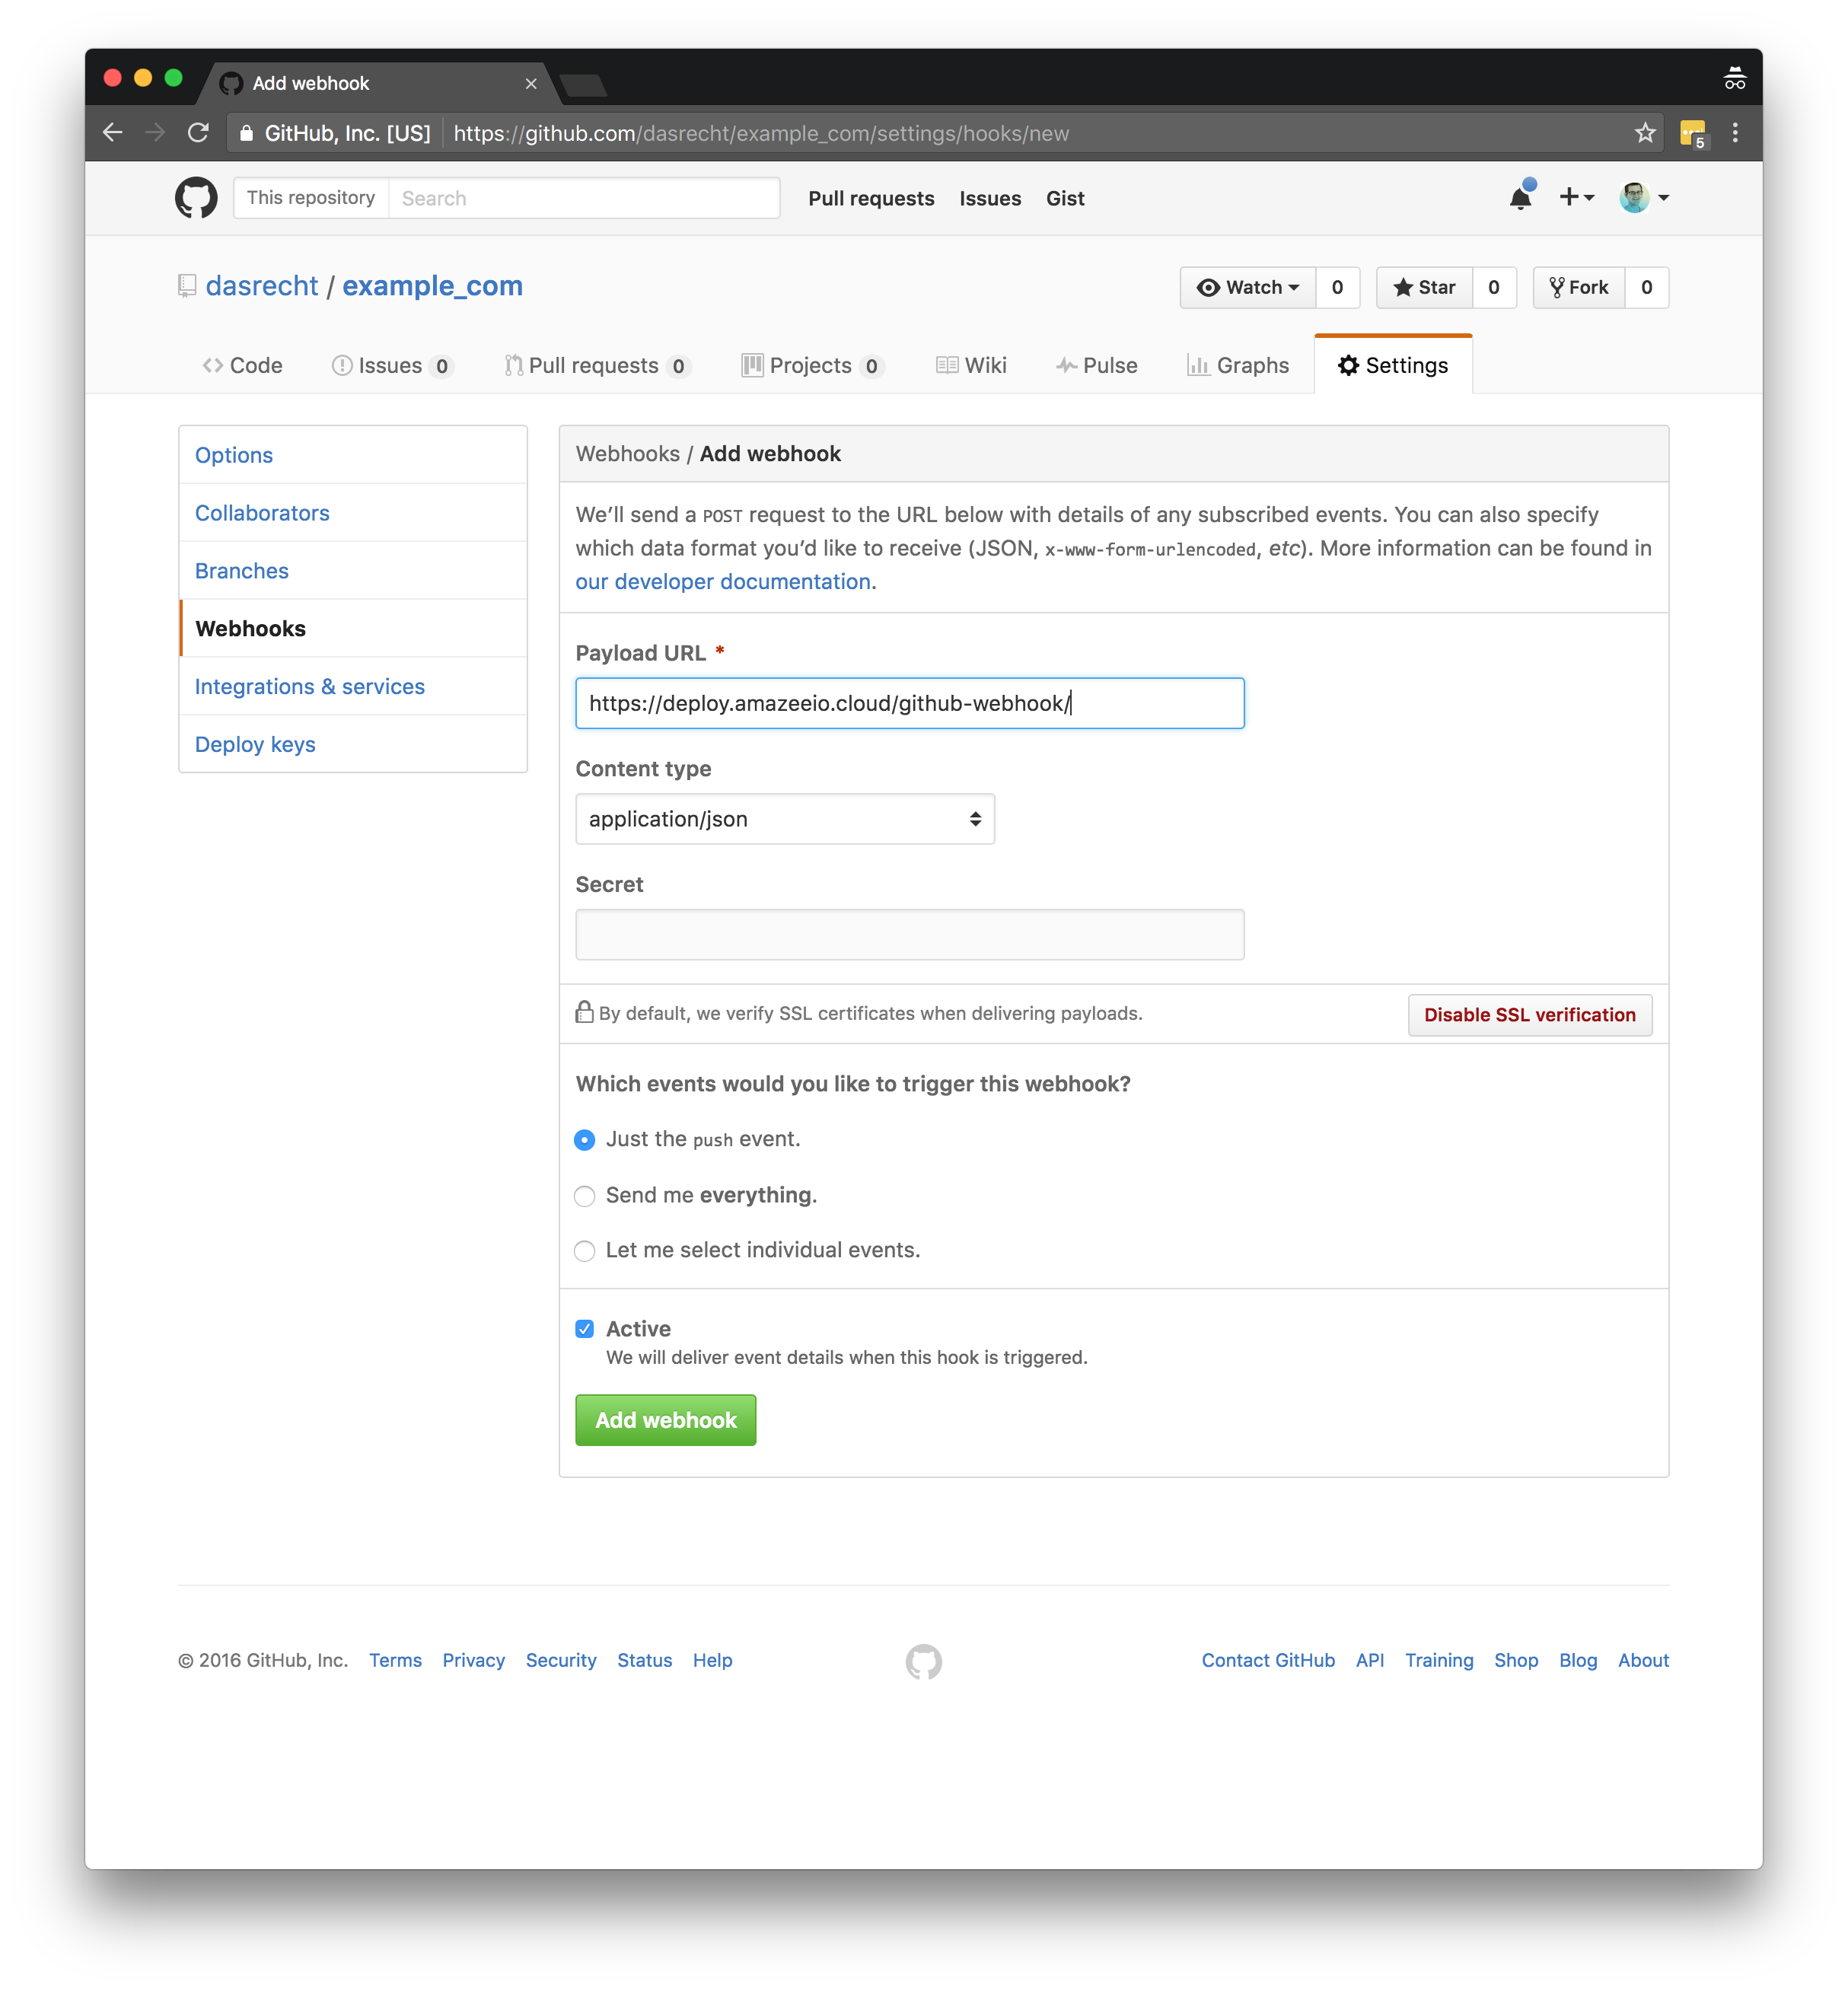 Add webhook
GitHub, Inc. [US] https://github.com/dasrecht/example_com/settings/hooks/new
5
This repository Search Pull requests Issues Gist
dasrecht / example_com Watch 0 Star 0 Fork 0
Code Issues 0 Pull requests 0 Projects 0 Wiki Pulse Graphs Settings
Options
Collaborators
Branches
Webhooks
Integrations & services
Deploy keys
Webhooks / Add webhook
We’ll send a POST request to the URL below with details of any subscribed events. You can also specify
which data format you’d like to receive (JSON, x-www-form-urlencoded, etc). More information can be found in
our developer documentation.
Payload URL *
https://deploy.amazeeio.cloud/github-webhook/
Content type
application/json
Secret
By default, we verify SSL certificates when delivering payloads. Disable SSL verification
Which events would you like to trigger this webhook?
Just the push event.
Send me everything.
Let me select individual events.
Active
We will deliver event details when this hook is triggered.
Add webhook
© 2016 GitHub, Inc. Terms Privacy Security Status Help Contact GitHub API Training Shop Blog About